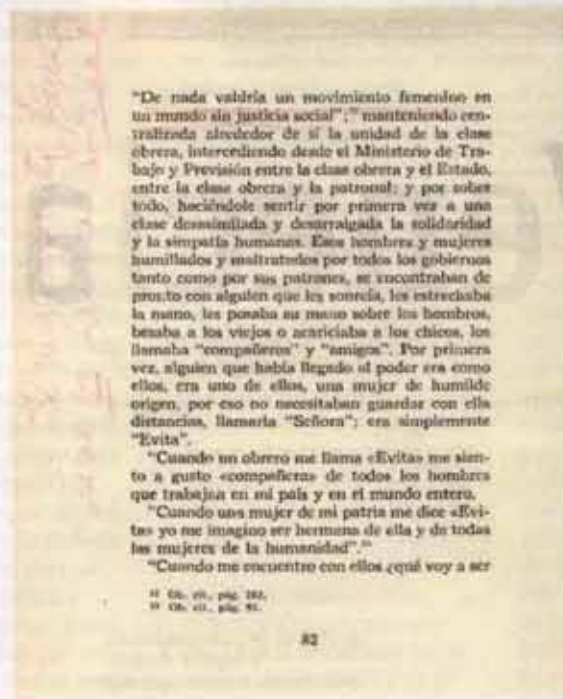 "De nada valdría un movimiento femenino en
un mundo sin justicia social"; manteniendo cen-
tralizada alrededor de sí la unidad de la clase
obrera, intercediendo desde el Ministerio de Tra-
bajo y Previsión entre la clase obrera y el Estado,
entre la clase obrera y la patronal; y por sobre
todo, haciéndole sentir por primera vez a una
clase desasimilada y desarraigada la solidaridad
y la simpatía humanas. Esos hombres y mujeres
humillados y maltratados por todos los gobiernos
tanto como por sus patrones, se encontraban de
pronto con alguien que les sonreía, les estrechaba
la mano, les posaba su mano sobre los hombros,
besaba a los viejos o acariciaba a los chicos, los
llamaba "compañeros" y "amigos". Por primera
vez, alguien que había llegado al poder era como
ellos, era uno de ellos, una mujer de humilde
origen, por eso no necesitaban guardar con ella
distancias, llamarla "Señora"; era simplemente
"Evita".
"Cuando un obrero me llama «Evita» me sien-
to a gusto «compañera» de todos los hombres
que trabajan en mi país y en el mundo entero.
"Cuando una mujer de mi patria me dice «Evi-
ta» yo me imagino ser hermana de ella y de todas
las mujeres de la humanidad".
"Cuando me encuentro con ellos ¿qué voy a ser
Ob. cit., pág.
Ob. cit., pág.
82